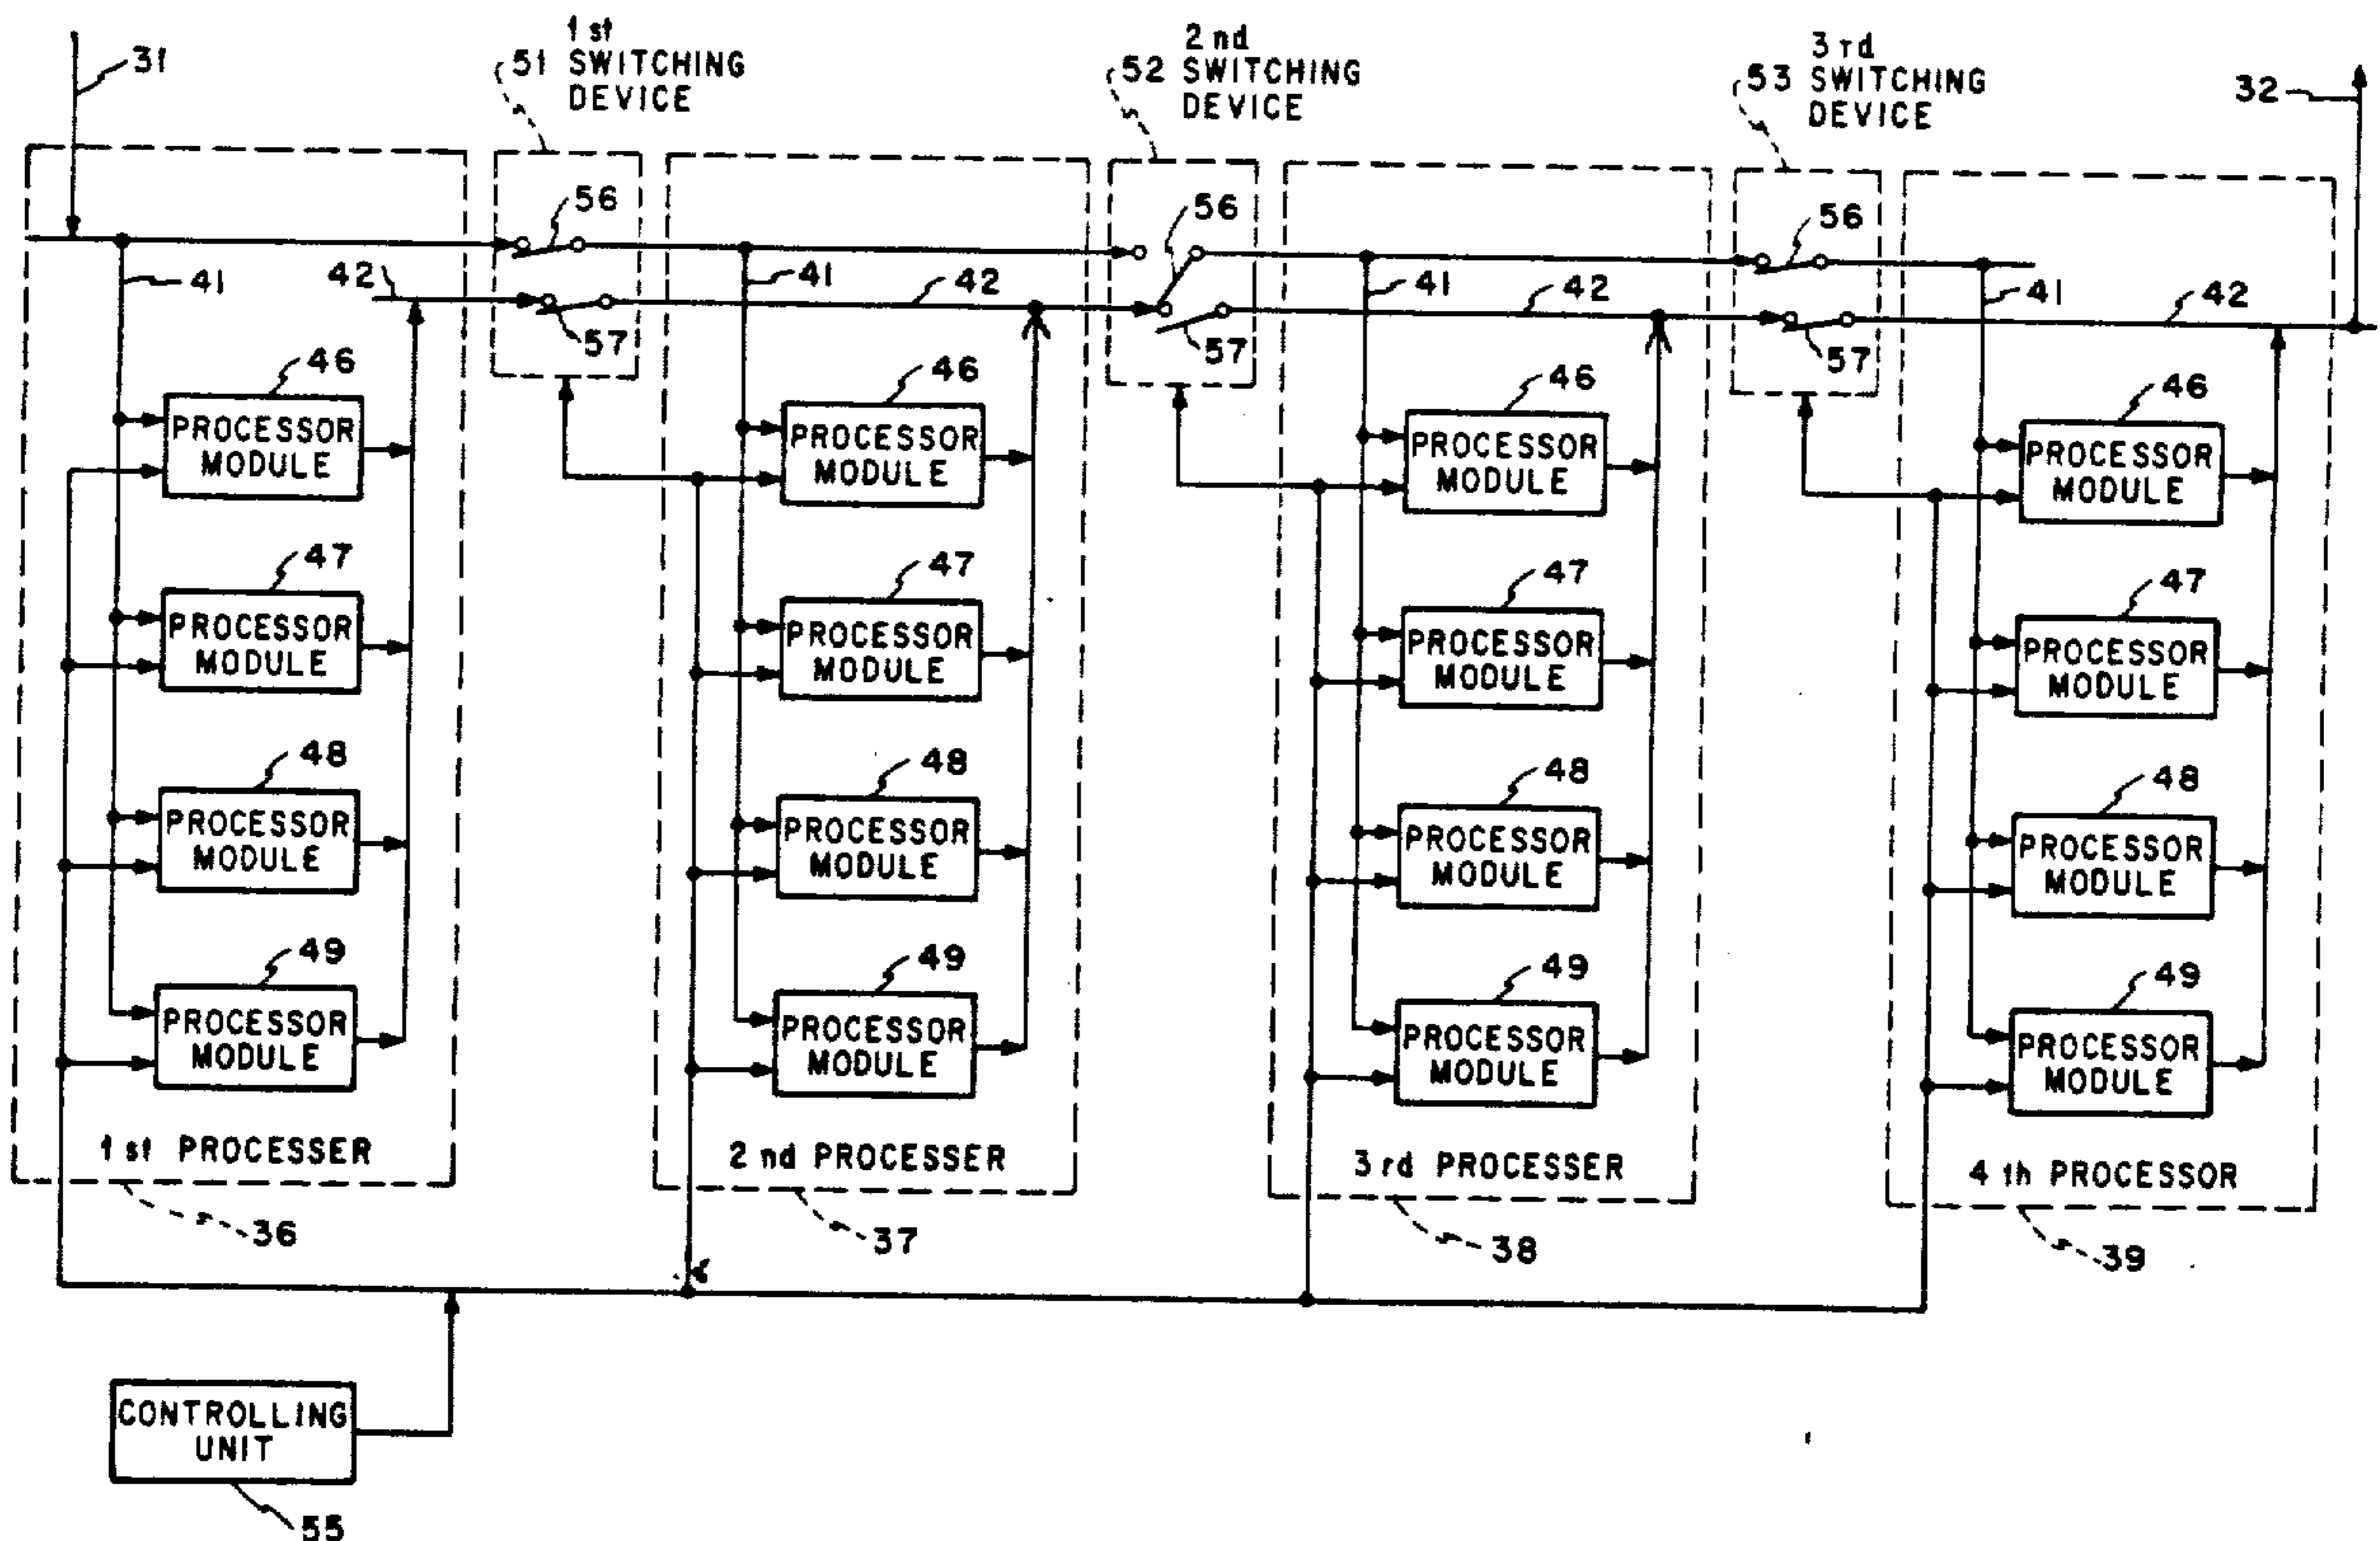 31
1st
51 SWITCHING
DEVICE
2nd
52 SWITCHING
DEVICE
3rd
53 SWITCHING
DEVICE
32
56
56
56
41
42
57
41
42
57
41
42
57
41
42
46
PROCESSOR
MODULE
47
PROCESSOR
MODULE
48
PROCESSOR
MODULE
49
PROCESSOR
MODULE
1st PROCESSER
36
46
PROCESSOR
MODULE
47
PROCESSOR
MODULE
48
PROCESSOR
MODULE
49
PROCESSOR
MODULE
2nd PROCESSER
37
46
PROCESSOR
MODULE
47
PROCESSOR
MODULE
48
PROCESSOR
MODULE
49
PROCESSOR
MODULE
3rd PROCESSER
38
46
PROCESSOR
MODULE
47
PROCESSOR
MODULE
48
PROCESSOR
MODULE
49
PROCESSOR
MODULE
4th PROCESSOR
39
CONTROLLING
UNIT
55